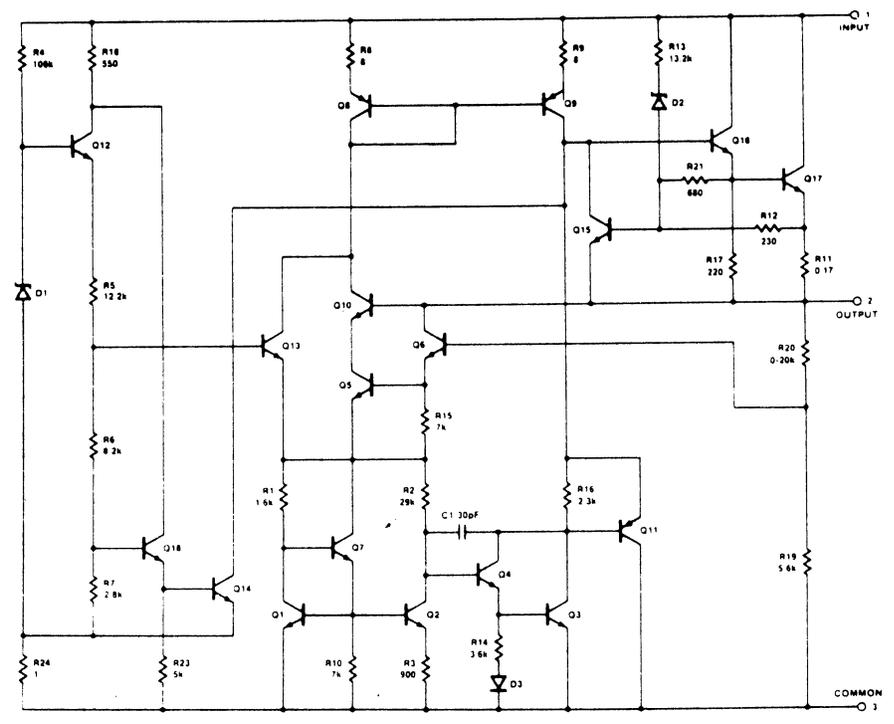 1
INPUT
R4
100k
R18
550
R8
8
R9
8
R13
13.2k
Q8
Q9
D2
Q12
Q16
R21
680
Q17
Q15
R12
230
R17
220
R11
0.17
D1
R5
12.2k
Q10
2
OUTPUT
Q13
Q6
R20
0-20k
Q5
R15
7k
R6
8.2k
R1
1.6k
R2
29k
R16
2.3k
C1 30pF
Q11
Q18
Q7
R19
5.6k
Q4
R7
2.8k
Q14
Q1
Q2
Q3
R14
3.6k
R24
1
R23
5k
R10
7k
R3
900
D3
COMMON
3